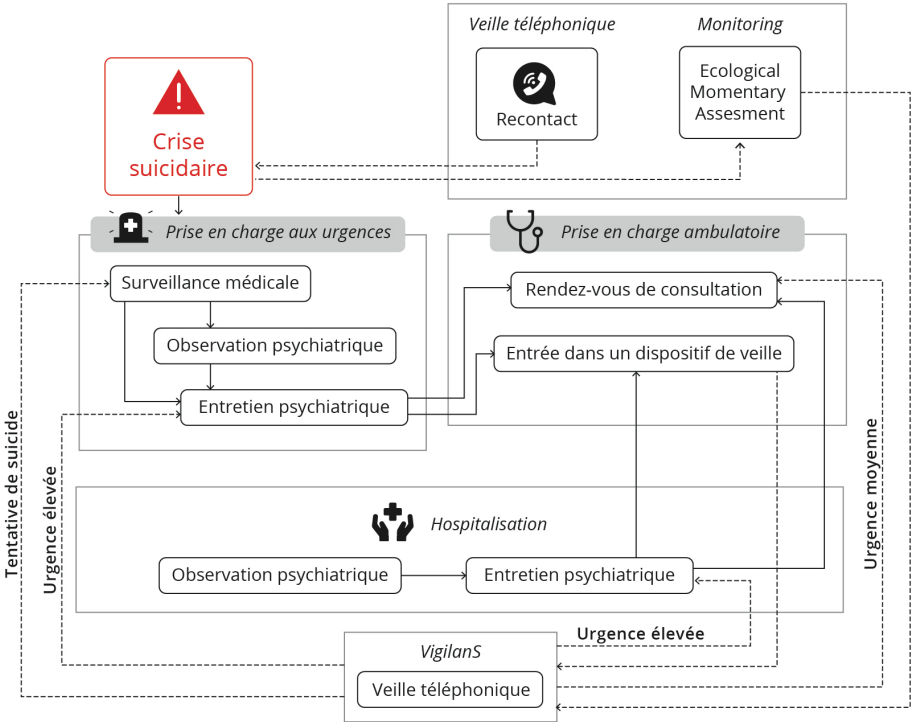 Veille téléphonique
Monitoring
Recontact
Ecological
Momentary
Assesment
Crise
suicidaire
Prise en charge aux urgences
Prise en charge ambulatoire
Surveillance médicale
Observation psychiatrique
Entretien psychiatrique
Rendez-vous de consultation
Entrée dans un dispositif de veille
Tentative de suicide
Urgence élevée
Urgence moyenne
Hospitalisation
Observation psychiatrique
Entretien psychiatrique
Urgence élevée
VigilanS
Veille téléphonique